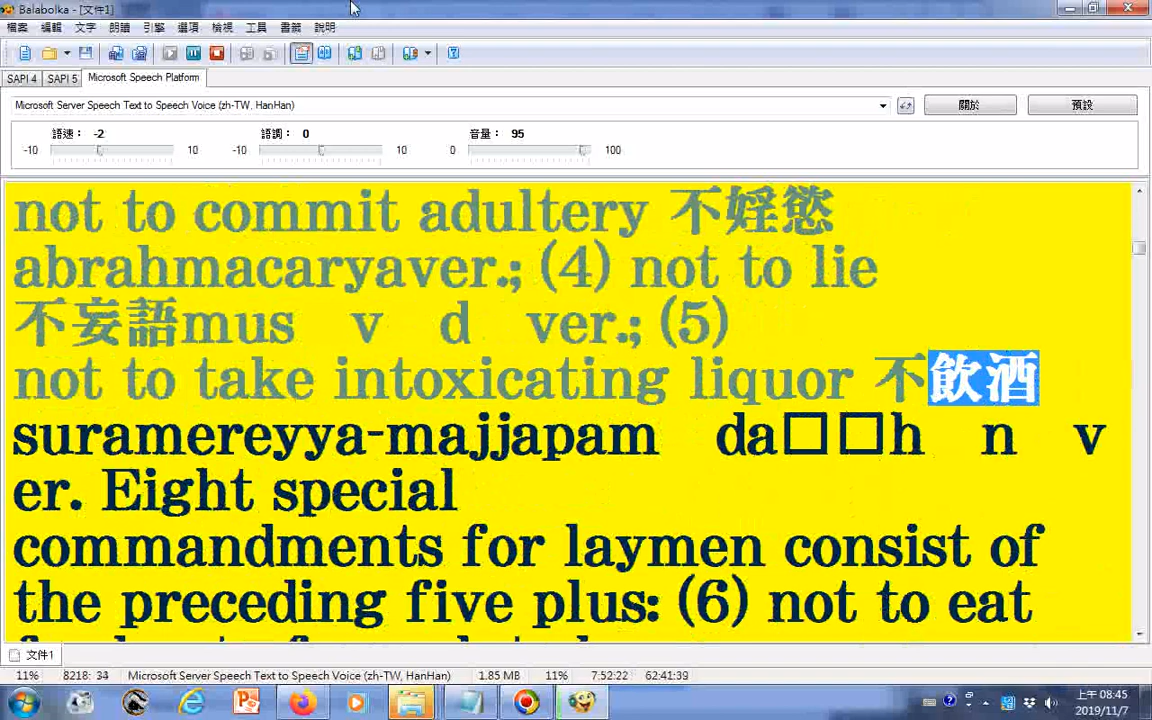 Balabolka - [文件1]
檔案 編輯 文字 朗讀 引擎 選項 檢視 工具 書籤 說明
SAPI 4 SAPI 5 Microsoft Speech Platform
Microsoft Server Speech Text to Speech Voice (zh-TW, HanHan) 關於 預設
語速： -2 語調： 0 音量： 95
-10 10 -10 10 0 100
not to commit adultery 不婬慾
abrahmacaryaver.; (4) not to lie
不妄語mus v d ver.; (5)
not to take intoxicating liquor 不飲酒
suramereyya-majjapam da□□h n v
er. Eight special
commandments for laymen consist of
the preceding five plus: (6) not to eat
文件1
11% 8218: 34 Microsoft Server Speech Text to Speech Voice (zh-TW, HanHan) 1.85 MB 11% 7:52:22 62:41:39
上午 08:45
2019/11/7